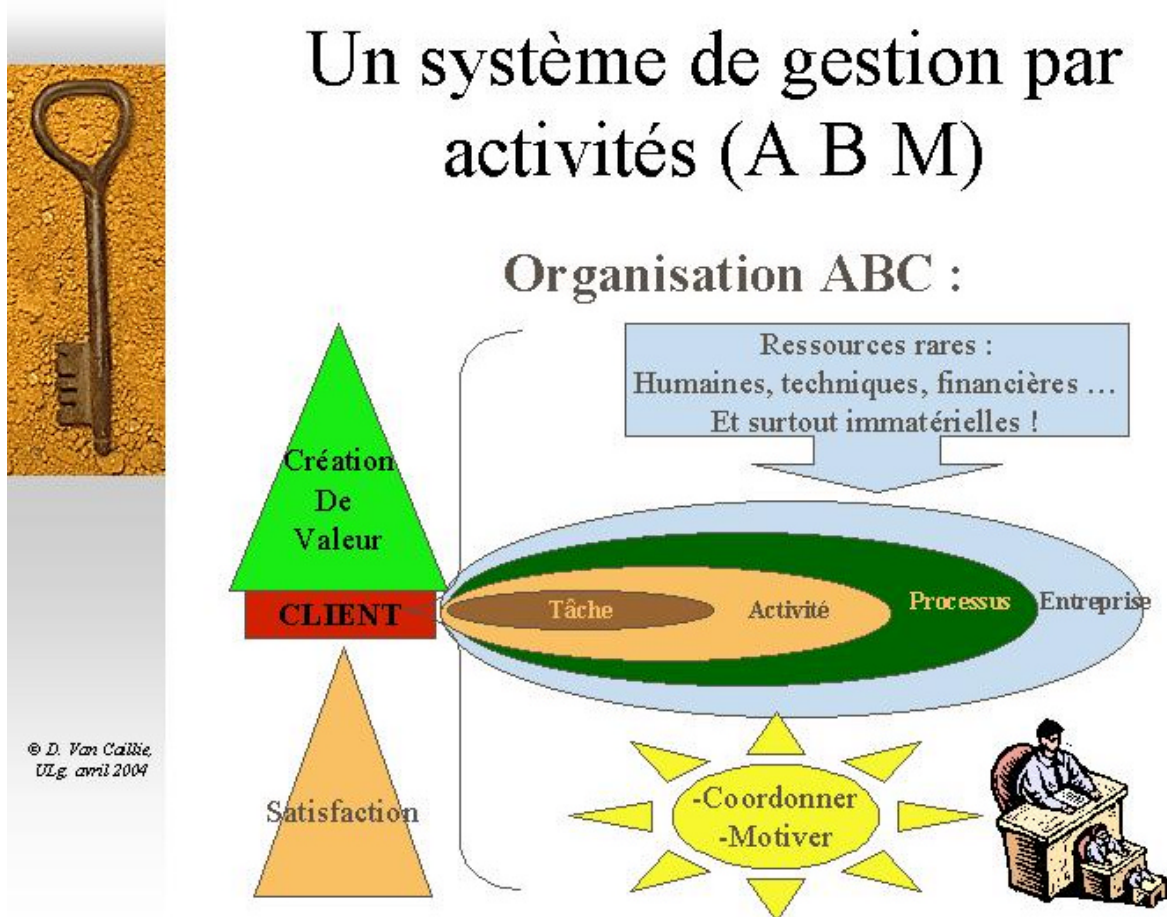 Un système de gestion par
activités (A B M)
Organisation ABC :
Ressources rares :
Humaines, techniques, financières …
Et surtout immatérielles !
Création
De
Valeur
CLIENT
Tâche
Activité
Processus
Entreprise
Satisfaction
-Coordonner
-Motiver
© D. Van Caillie,
ULg, avril 2004